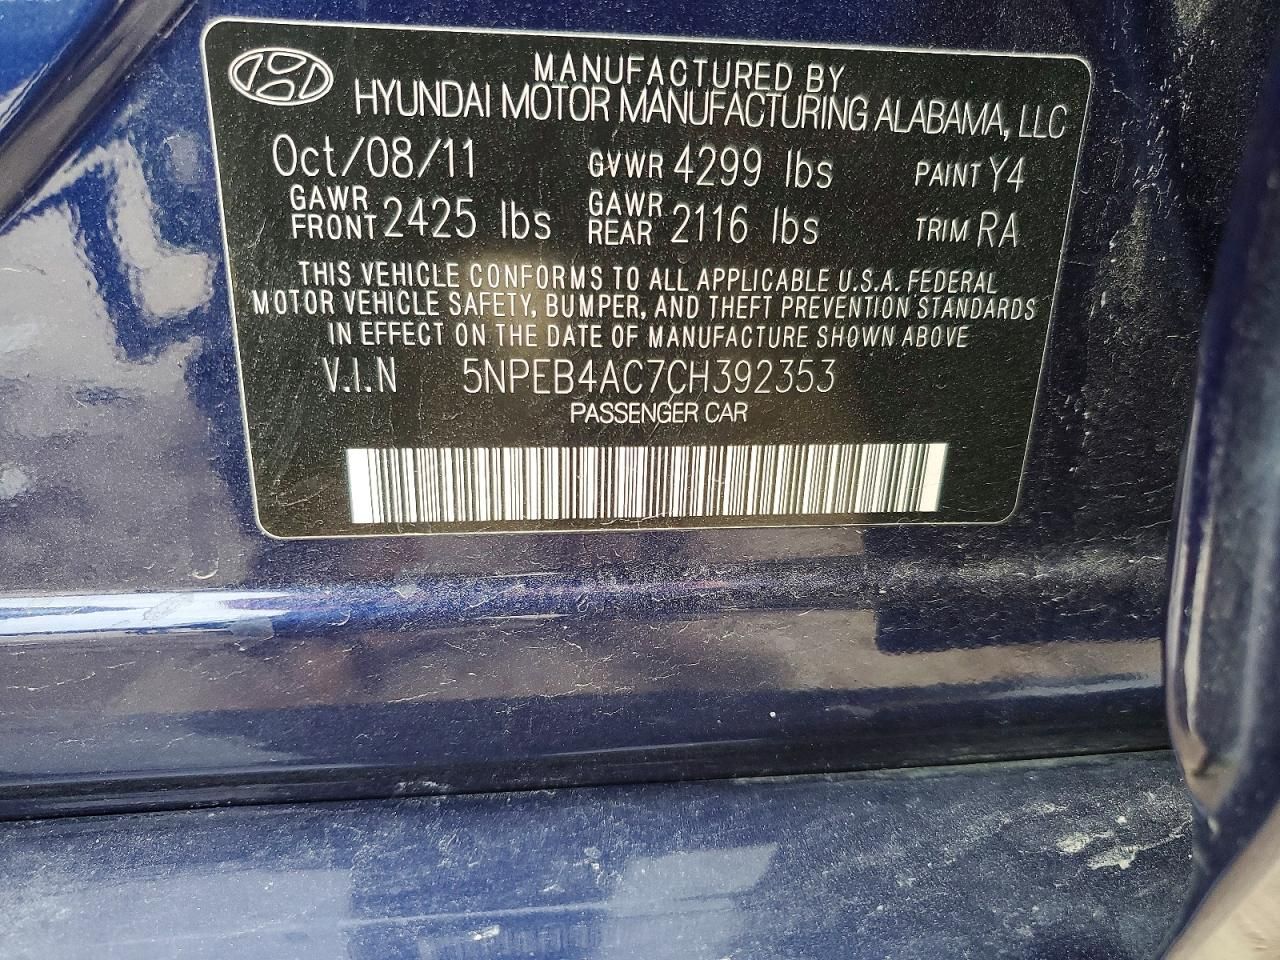 MANUFACTURED BY
HYUNDAI MOTOR MANUFACTURING ALABAMA, LLC
Oct/08/11 GVWR 4299 lbs PAINT Y4
GAWR FRONT 2425 lbs GAWR REAR 2116 lbs TRIM RA
THIS VEHICLE CONFORMS TO ALL APPLICABLE U.S.A. FEDERAL
MOTOR VEHICLE SAFETY, BUMPER, AND THEFT PREVENTION STANDARDS
IN EFFECT ON THE DATE OF MANUFACTURE SHOWN ABOVE
V.I.N 5NPEB4AC7CH392353
PASSENGER CAR